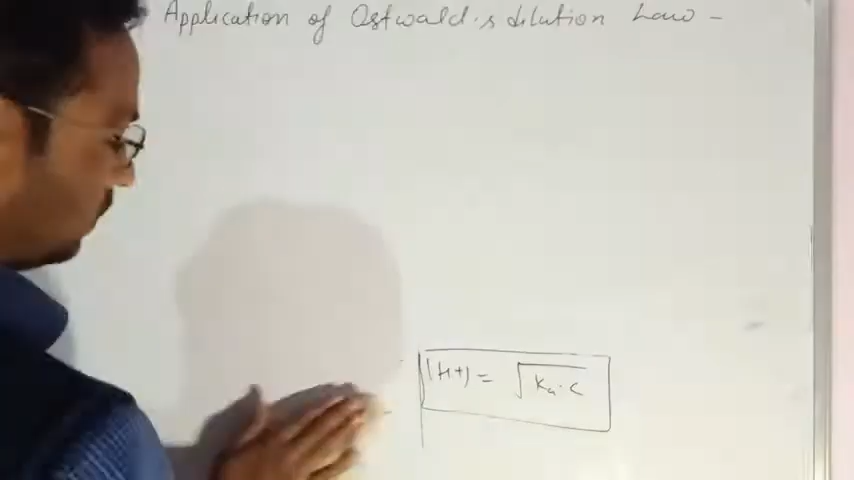 Application of Ostwald's dilution Law -
[H+] = √Ka.C